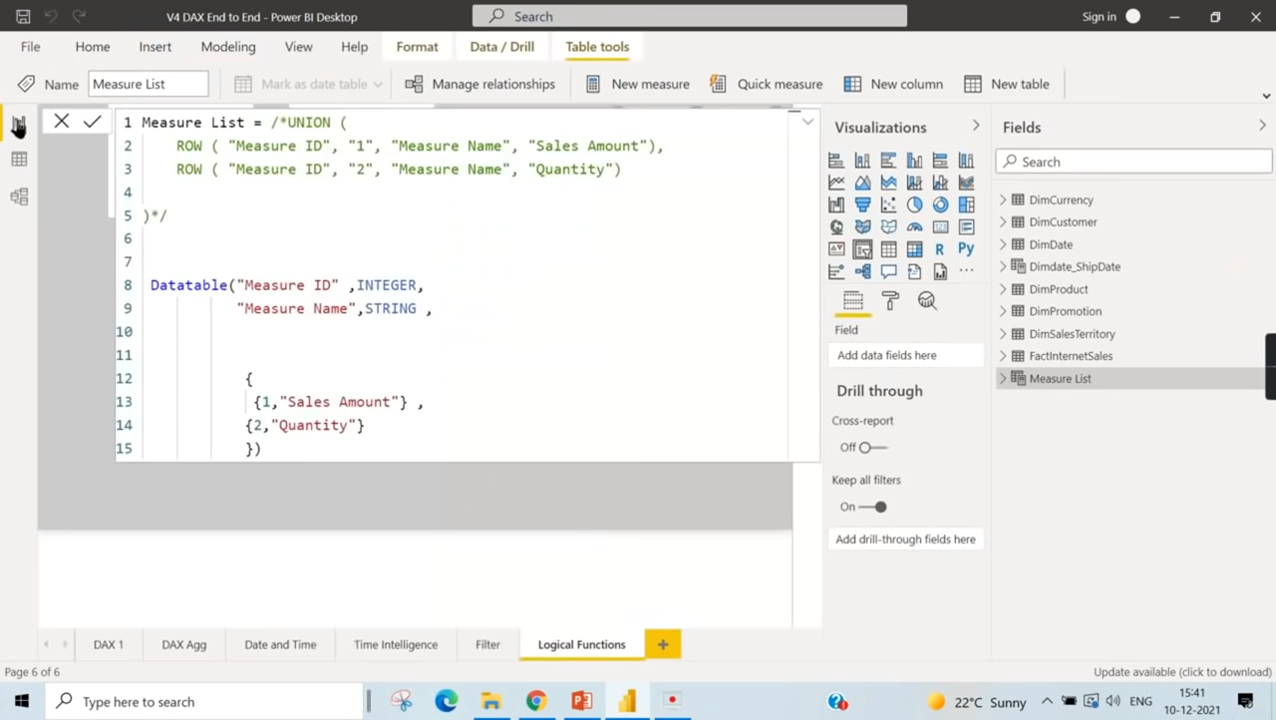 V4 DAX End to End - Power BI Desktop
Search
Sign in
File Home Insert Modeling View Help Format Data / Drill Table tools
Name Measure List Mark as date table Manage relationships New measure Quick measure New column New table
1 Measure List = /*UNION (
2 ROW ( "Measure ID", "1", "Measure Name", "Sales Amount"),
3 ROW ( "Measure ID", "2", "Measure Name", "Quantity")
4
5 )*/
6
7
8 Datatable("Measure ID" ,INTEGER,
9 "Measure Name",STRING ,
10
11
12 {
13 {1,"Sales Amount"} ,
14 {2,"Quantity"}
15 })
Visualizations
R Py
Field
Add data fields here
Drill through
Cross-report
Off
Keep all filters
On
Add drill-through fields here
Fields
Search
DimCurrency
DimCustomer
DimDate
Dimdate_ShipDate
DimProduct
DimPromotion
DimSalesTerritory
FactInternetSales
Measure List
DAX 1 DAX Agg Date and Time Time Intelligence Filter Logical Functions +
Page 6 of 6
Update available (click to download)
Type here to search
22°C Sunny
ENG
15:41
10-12-2021